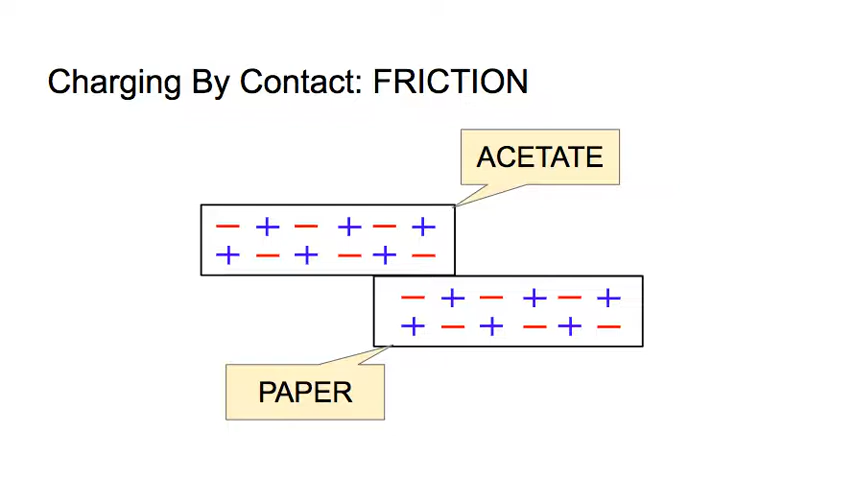 Charging By Contact: FRICTION
ACETATE
− + − + − +
+ − + − + −
− + − + − +
+ − + − + −
PAPER